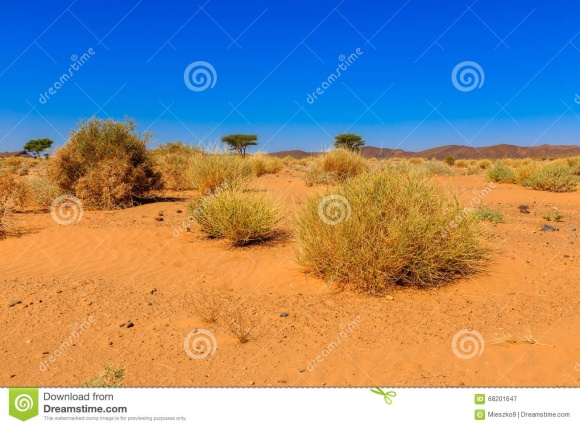 dreamstime.
dreamstime.
dreamstime.
dreamstime.
dreamstime.
Download from
Dreamstime.com
This watermarked comp image is for previewing purposes only.
68201647
Mieszko9 | Dreamstime.com